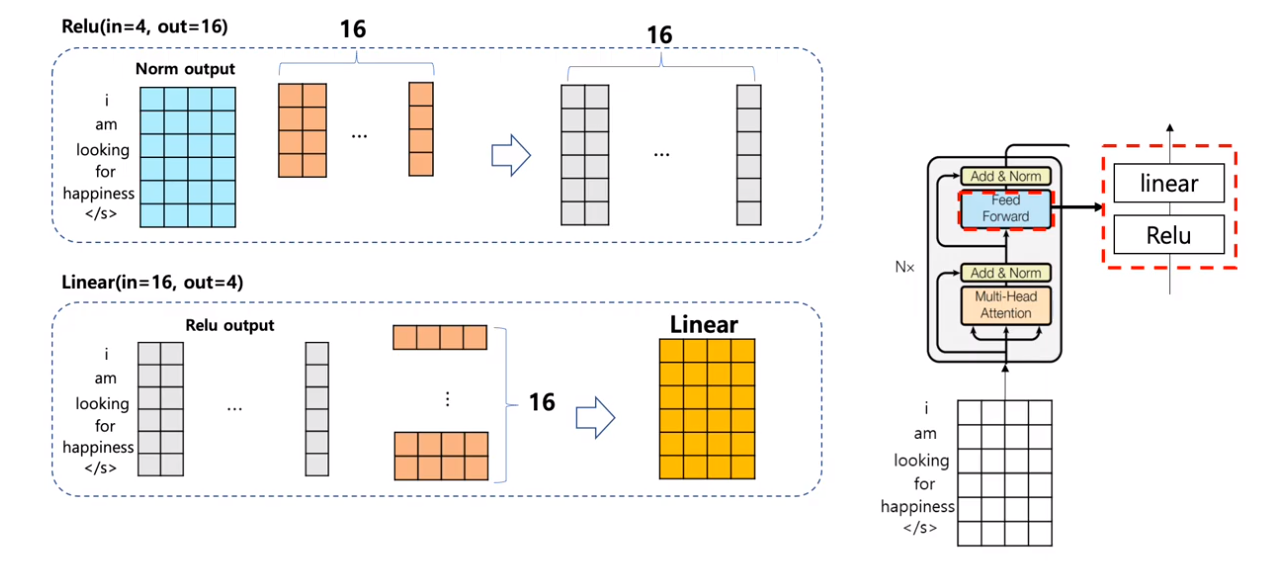 Relu(in=4, out=16)
16
16
Norm output
i
am
looking
for
happiness
</s>
...
...
Linear(in=16, out=4)
Relu output
Linear
i
am
looking
for
happiness
</s>
...
...
16
Add & Norm
Feed
Forward
Nx
Add & Norm
Multi-Head
Attention
linear
Relu
i
am
looking
for
happiness
</s>